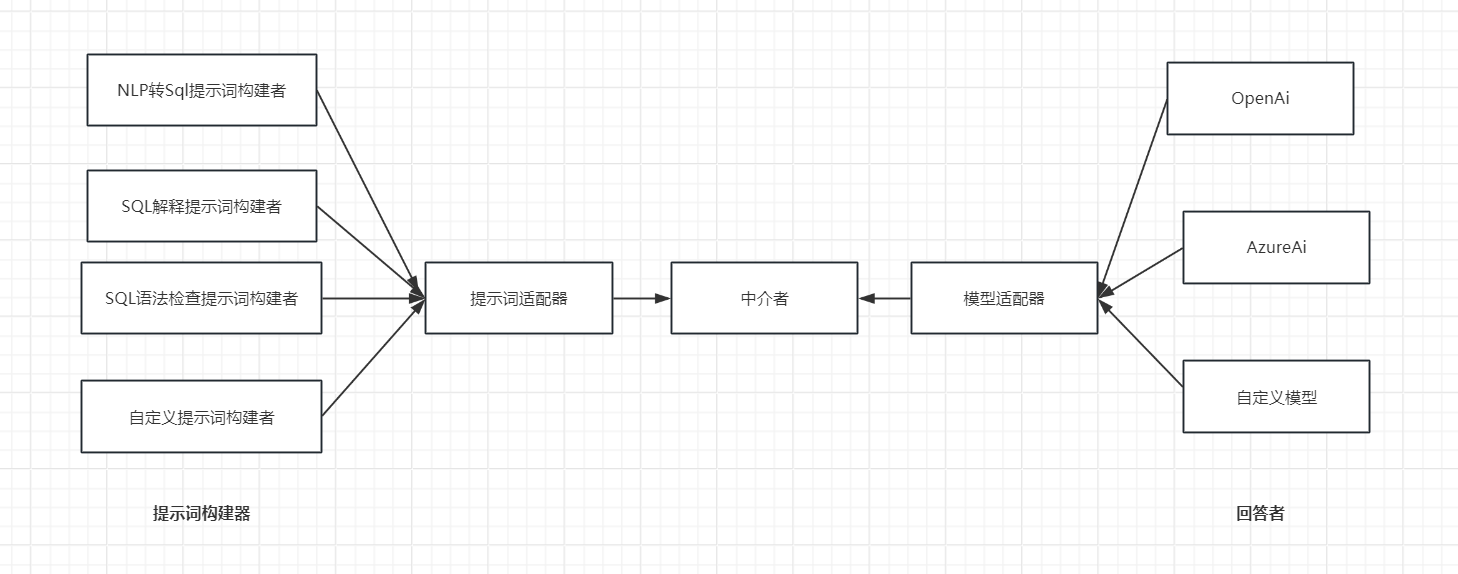 NLP转Sql提示词构建者
SQL解释提示词构建者
SQL语法检查提示词构建者
自定义提示词构建者
提示词构建器
提示词适配器
中介者
模型适配器
OpenAi
AzureAi
自定义模型
回答者